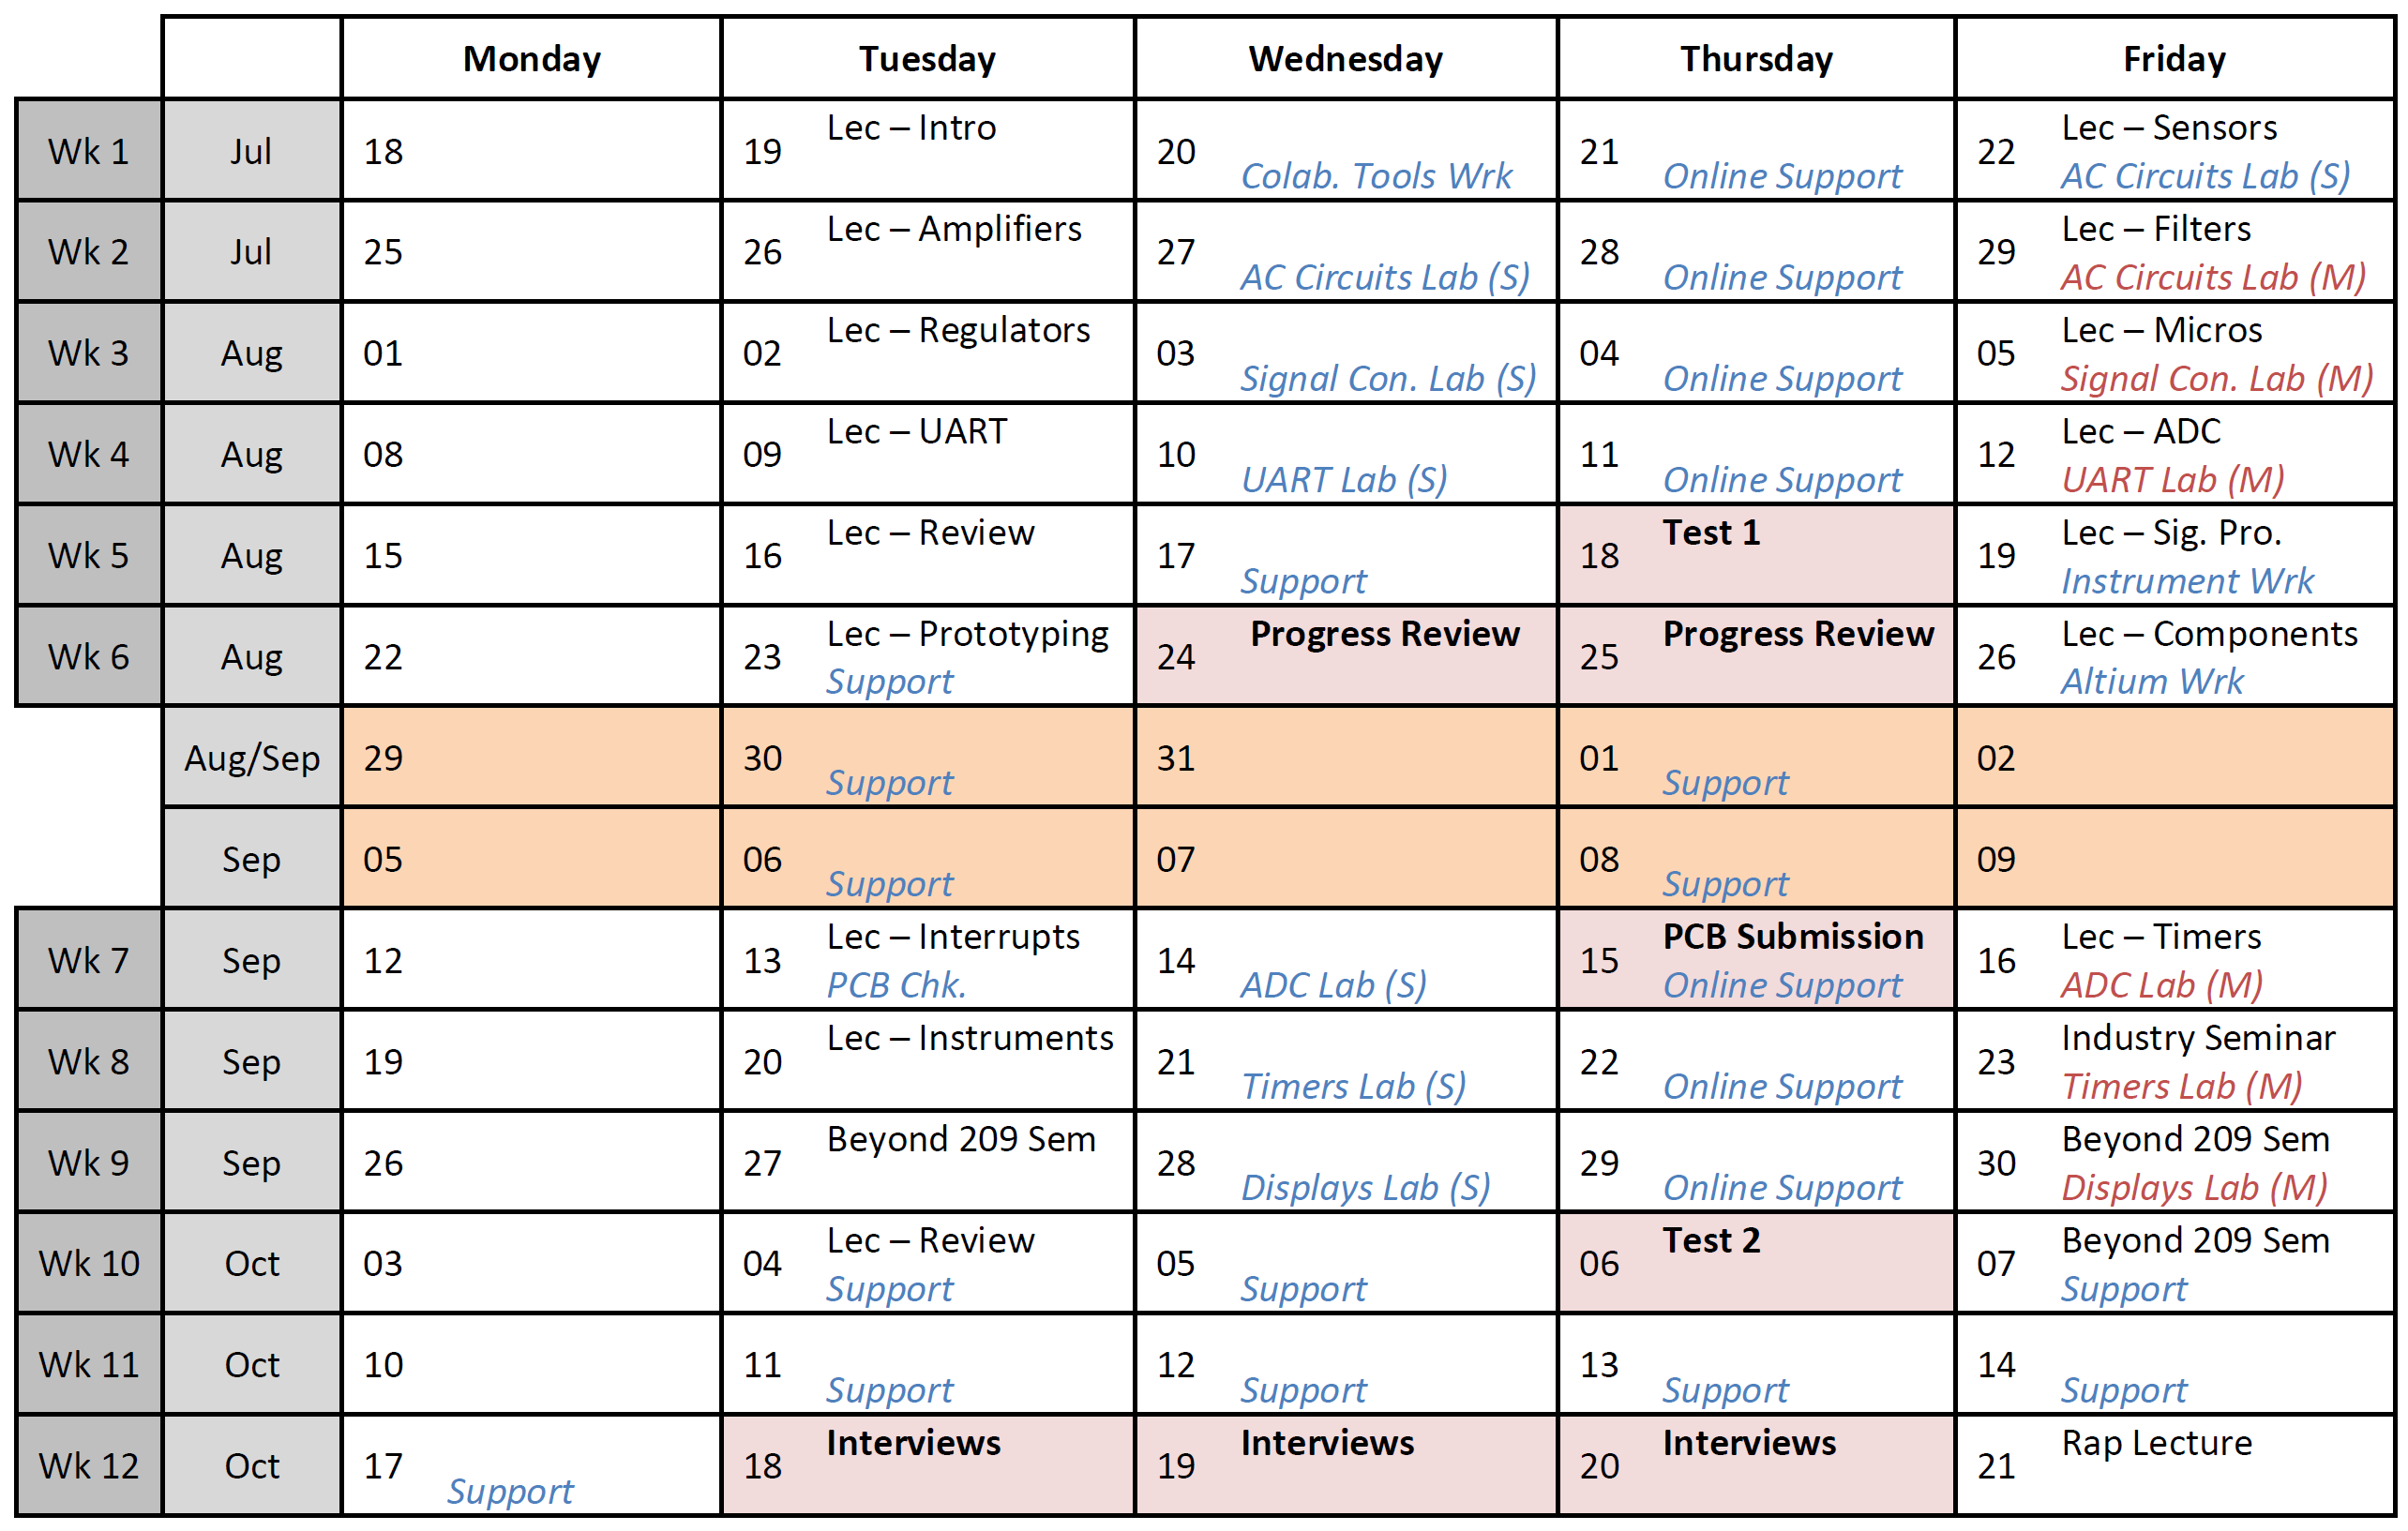 Monday Tuesday Wednesday Thursday Friday
Wk 1 Jul 18 19 Lec – Intro 20 Colab. Tools Wrk 21 Online Support 22 Lec – Sensors AC Circuits Lab (S)
Wk 2 Jul 25 26 Lec – Amplifiers 27 AC Circuits Lab (S) 28 Online Support 29 Lec – Filters AC Circuits Lab (M)
Wk 3 Aug 01 02 Lec – Regulators 03 Signal Con. Lab (S) 04 Online Support 05 Lec – Micros Signal Con. Lab (M)
Wk 4 Aug 08 09 Lec – UART 10 UART Lab (S) 11 Online Support 12 Lec – ADC UART Lab (M)
Wk 5 Aug 15 16 Lec – Review 17 Support 18 Test 1 19 Lec – Sig. Pro. Instrument Wrk
Wk 6 Aug 22 23 Lec – Prototyping Support 24 Progress Review 25 Progress Review 26 Lec – Components Altium Wrk
Aug/Sep 29 30 Support 31 01 Support 02
Sep 05 06 Support 07 08 Support 09
Wk 7 Sep 12 13 Lec – Interrupts PCB Chk. 14 ADC Lab (S) 15 PCB Submission Online Support 16 Lec – Timers ADC Lab (M)
Wk 8 Sep 19 20 Lec – Instruments 21 Timers Lab (S) 22 Online Support 23 Industry Seminar Timers Lab (M)
Wk 9 Sep 26 27 Beyond 209 Sem 28 Displays Lab (S) 29 Online Support 30 Beyond 209 Sem Displays Lab (M)
Wk 10 Oct 03 04 Lec – Review Support 05 Support 06 Test 2 07 Beyond 209 Sem Support
Wk 11 Oct 10 11 Support 12 Support 13 Support 14 Support
Wk 12 Oct 17 Support 18 Interviews 19 Interviews 20 Interviews 21 Rap Lecture